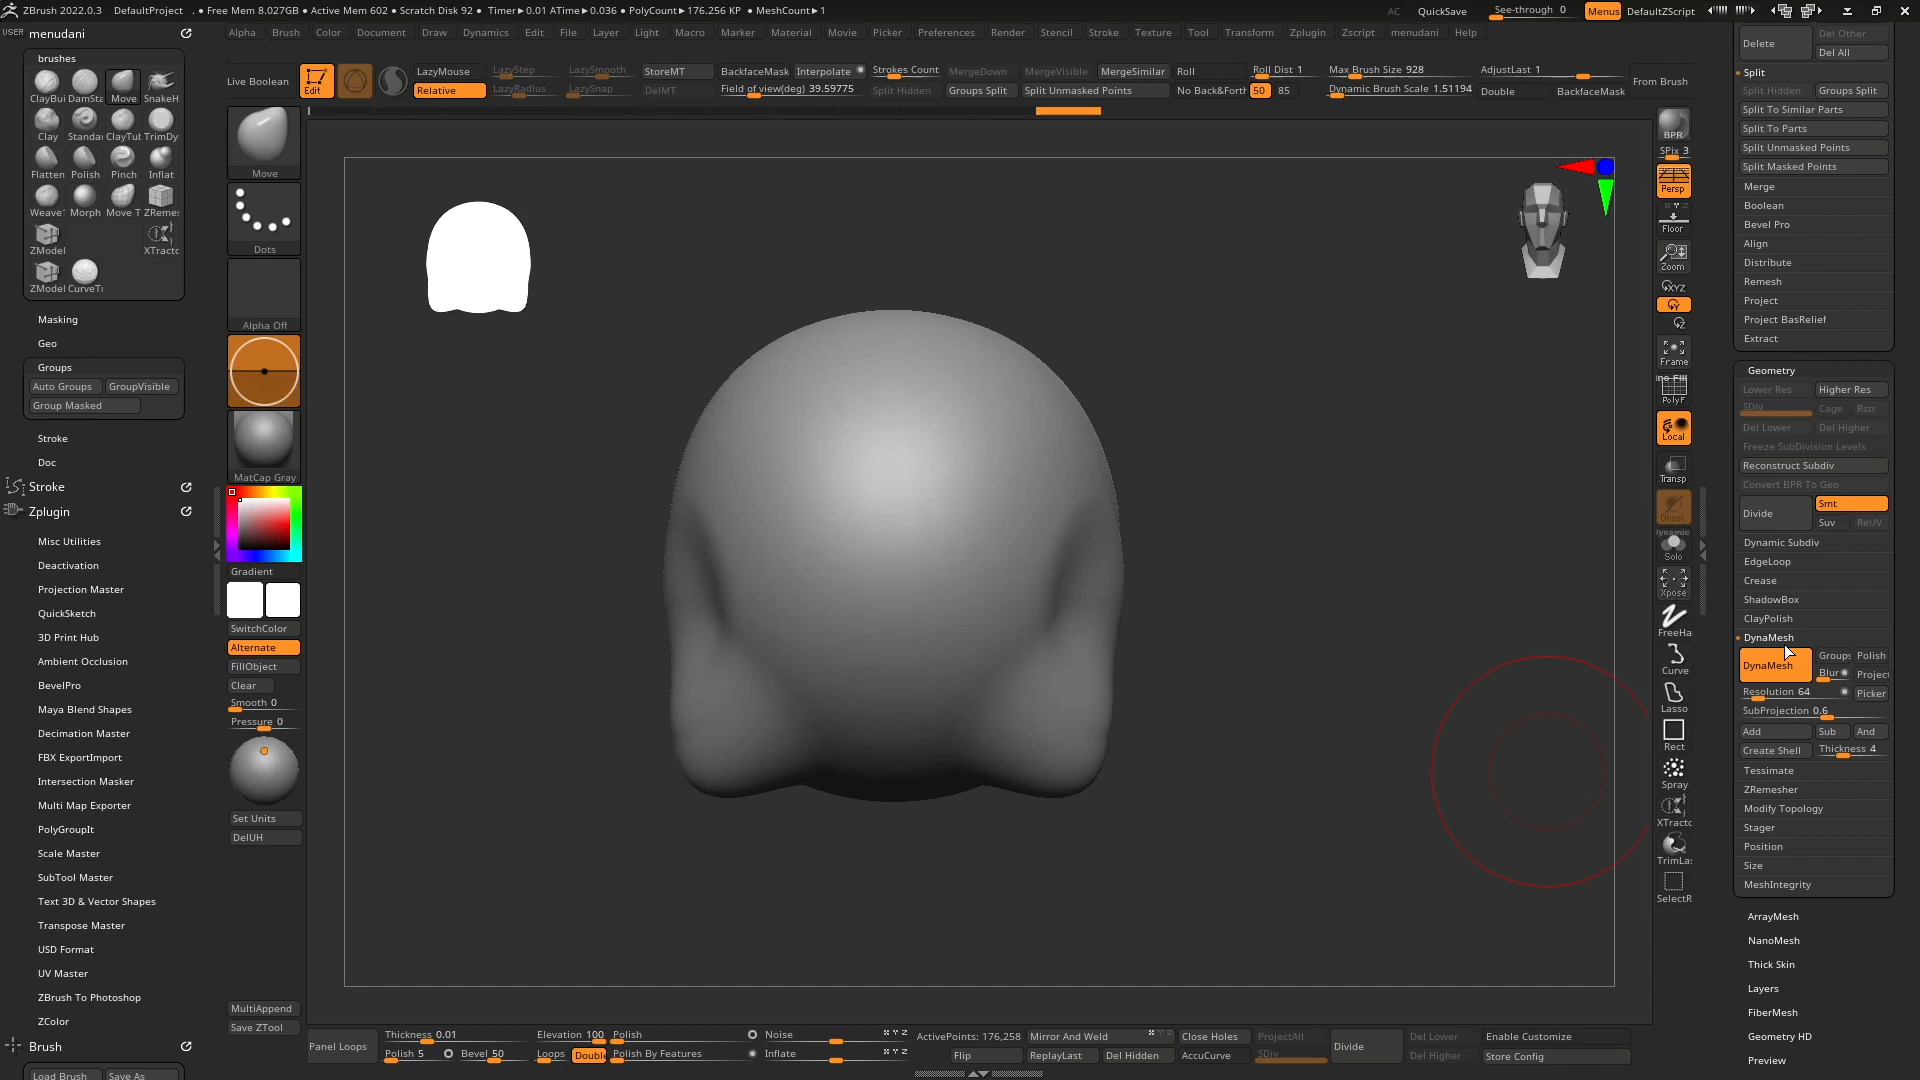 ZBrush 2022.0.3 DefaultProject . • Free Mem 8.027GB • Active Mem 602 • Scratch Disk 92 • Timer▸0.01 ATime▸0.036 • PolyCount▸176.256 KP • MeshCount▸1
AC QuickSave See-through 0 Menus DefaultZScript
USER menudani
Alpha Brush Color Document Draw Dynamics Edit File Layer Light Macro Marker Material Movie Picker Preferences Render Stencil Stroke Texture Tool Transform Zplugin Zscript menudani Help
brushes
ClayBui DamSta Move SnakeH
Clay Standa ClayTul TrimDy
Flatten Polish Pinch Inflat
Weave Morph Move T ZReme
ZModel XTractc
ZModel CurveTu
Masking
Geo
Groups
Auto Groups GroupVisible
Group Masked
Stroke
Doc
Stroke
Zplugin
Misc Utilities
Deactivation
Projection Master
QuickSketch
3D Print Hub
Ambient Occlusion
BevelPro
Maya Blend Shapes
Decimation Master
FBX ExportImport
Intersection Masker
Multi Map Exporter
PolyGroupIt
Scale Master
SubTool Master
Text 3D & Vector Shapes
Transpose Master
USD Format
UV Master
ZBrush To Photoshop
ZColor
Brush
Load Brush Save As
Live Boolean Edit
LazyMouse LazyStep LazySmooth StoreMT BackfaceMask Interpolate Strokes Count MergeDown MergeVisible MergeSimilar Roll Roll Dist 1 Max Brush Size 928 AdjustLast 1
Relative LazyRadius LazySnap DelMT Field of view(deg) 39.59775 Split Hidden Groups Split Split Unmasked Points No Back&Forth 50 85 Dynamic Brush Scale 1.51194 Double BackfaceMask
From Brush
Move
Dots
Alpha Off
MatCap Gray
Gradient
SwitchColor
Alternate
FillObject
Clear
Smooth 0
Pressure 0
Set Units
DelUH
MultiAppend
Save ZTool
BPR
SPix 3
Persp
Floor
Zoom
XYZ
Y
Z
Frame
PolyF
Local
Transp
Ghost
Dynamic
Solo
Xpose
FreeHa
Curve
Lasso
Rect
Spray
XTractc
TrimLas
SelectR
Delete
Del Other
Del All
Split
Split Hidden Groups Split
Split To Similar Parts
Split To Parts
Split Unmasked Points
Split Masked Points
Merge
Boolean
Bevel Pro
Align
Distribute
Remesh
Project
Project BasRelief
Extract
Geometry
Lower Res Higher Res
SDiv Cage Rstr
Del Lower Del Higher
Freeze SubDivision Levels
Reconstruct Subdiv
Convert BPR To Geo
Divide Smt
Suv ReUV
Dynamic Subdiv
EdgeLoop
Crease
ShadowBox
ClayPolish
DynaMesh
DynaMesh Groups Polish
Blur Project
Resolution 64 Picker
SubProjection 0.6
Add Sub And
Create Shell Thickness 4
Tessimate
ZRemesher
Modify Topology
Stager
Position
Size
MeshIntegrity
ArrayMesh
NanoMesh
Thick Skin
Layers
FiberMesh
Geometry HD
Preview
Panel Loops
Thickness 0.01 Elevation 100 Polish Noise X Y Z ActivePoints: 176,258 Mirror And Weld Close Holes ProjectAll Divide Del Lower Enable Customize
Polish 5 Bevel 50 Loops Double Polish By Features Inflate X Y Z Flip ReplayLast Del Hidden AccuCurve SDiv Del Higher Store Config